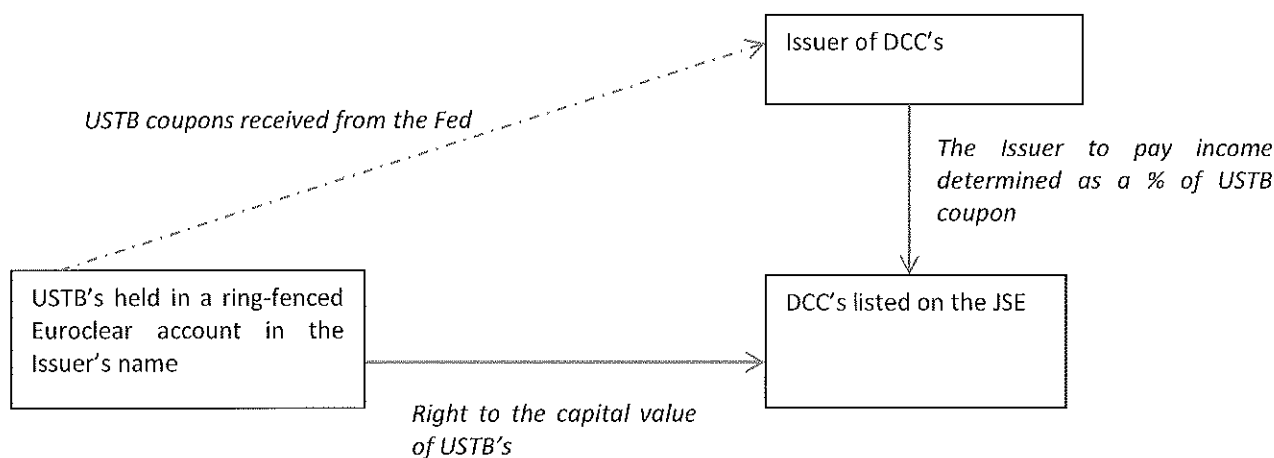 Issuer of DCC's
USTB coupons received from the Fed
The Issuer to pay income
determined as a % of USTB
coupon
USTB's held in a ring-fenced
Euroclear account in the
Issuer's name
DCC's listed on the JSE
Right to the capital value
of USTB's